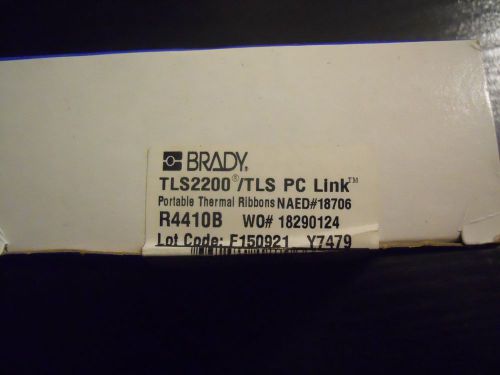 BRADY®
TLS2200®/TLS PC Link™
Portable Thermal Ribbons NAED#18706
R4410B WO# 18290124
Lot Code: F150921 Y7479